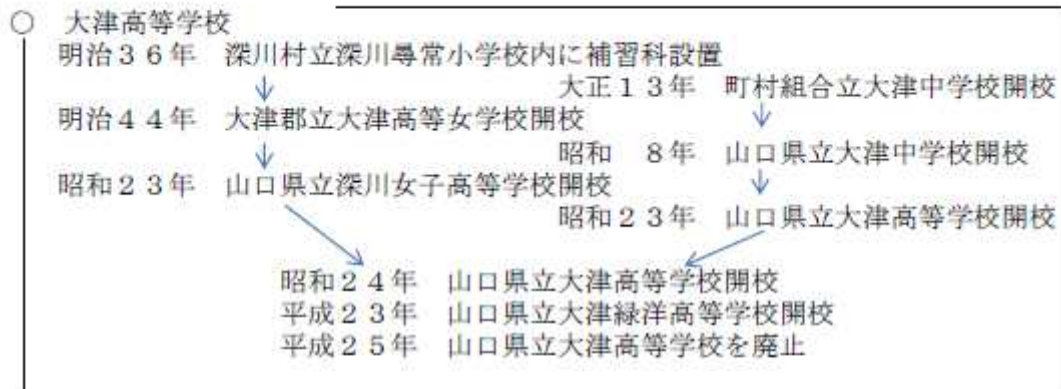 ○ 大津高等学校
明治３６年 深川村立深川尋常小学校内に補習科設置
大正１３年 町村組合立大津中学校開校
明治４４年 大津郡立大津高等女学校開校
昭和 ８年 山口県立大津中学校開校
昭和２３年 山口県立深川女子高等学校開校
昭和２３年 山口県立大津高等学校開校
昭和２４年 山口県立大津高等学校開校
平成２３年 山口県立大津緑洋高等学校開校
平成２５年 山口県立大津高等学校を廃止